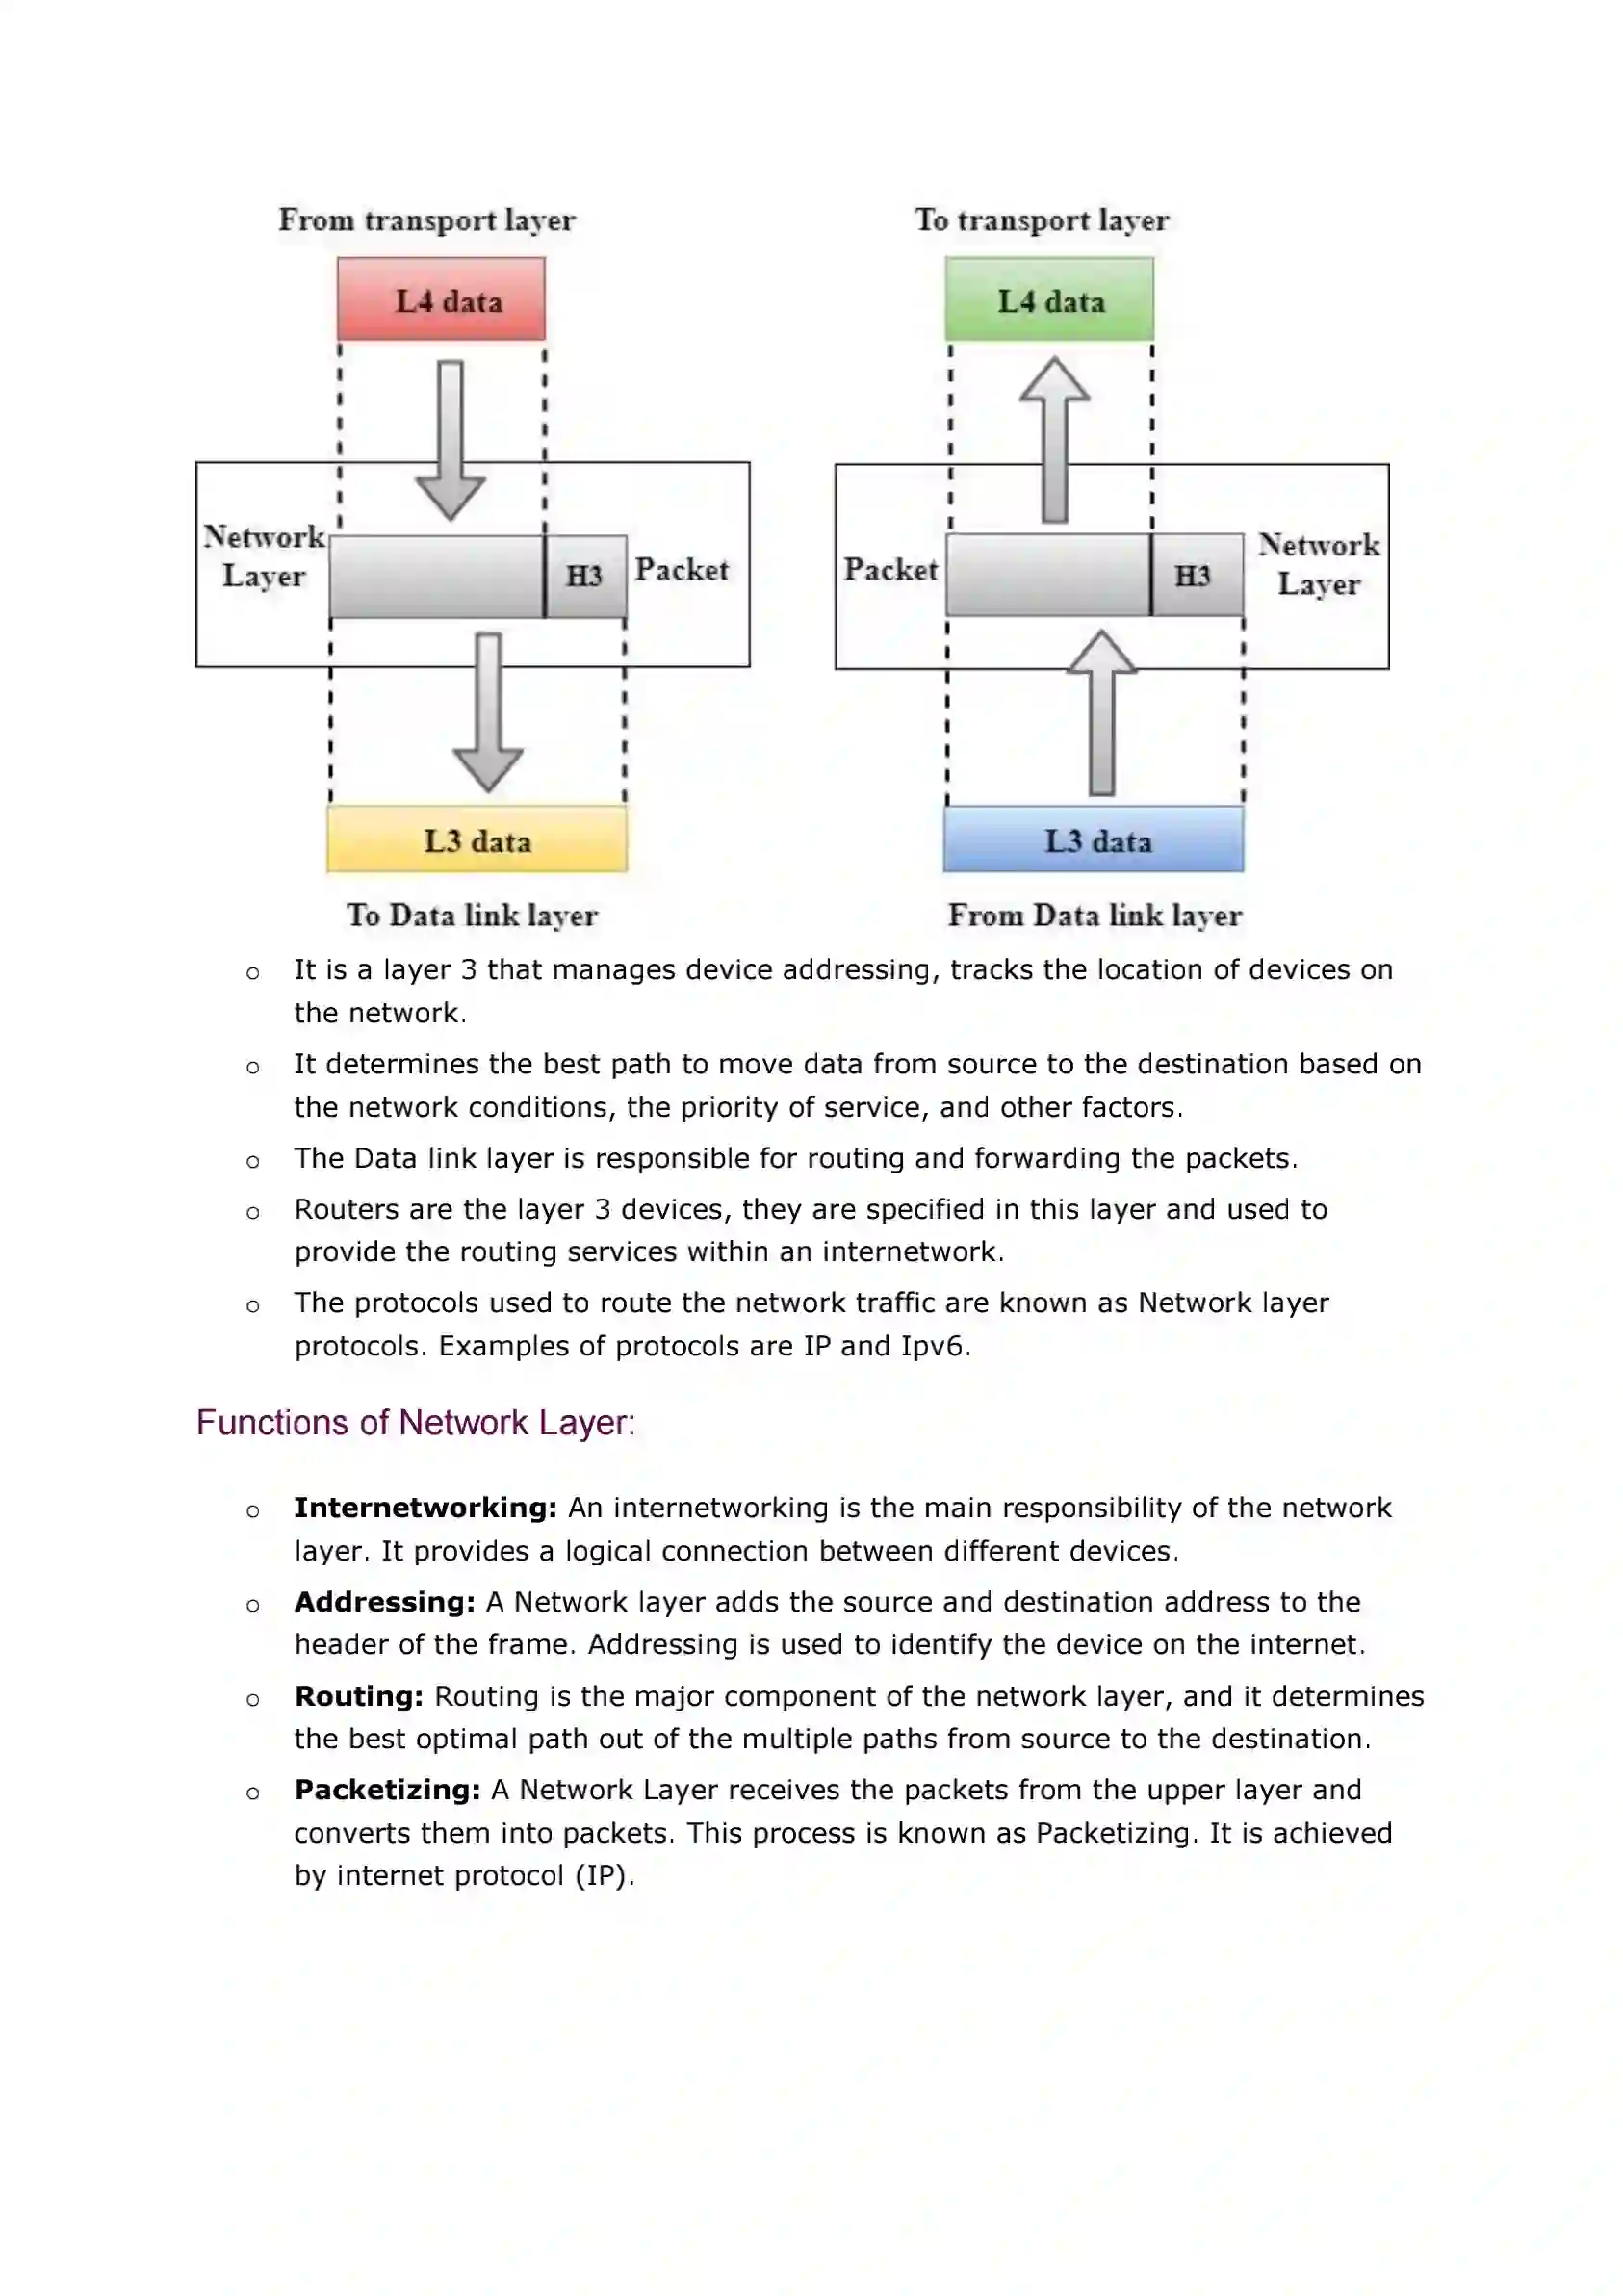 From transport layer
L4 data
Network
Layer
H3
Packet
L3 data
To Data link layer
To transport layer
L4 data
Packet
H3
Network
Layer
L3 data
From Data link layer
o It is a layer 3 that manages device addressing, tracks the location of devices on
the network.
o It determines the best path to move data from source to the destination based on
the network conditions, the priority of service, and other factors.
o The Data link layer is responsible for routing and forwarding the packets.
o Routers are the layer 3 devices, they are specified in this layer and used to
provide the routing services within an internetwork.
o The protocols used to route the network traffic are known as Network layer
protocols. Examples of protocols are IP and Ipv6.
Functions of Network Layer:
o Internetworking: An internetworking is the main responsibility of the network
layer. It provides a logical connection between different devices.
o Addressing: A Network layer adds the source and destination address to the
header of the frame. Addressing is used to identify the device on the internet.
o Routing: Routing is the major component of the network layer, and it determines
the best optimal path out of the multiple paths from source to the destination.
o Packetizing: A Network Layer receives the packets from the upper layer and
converts them into packets. This process is known as Packetizing. It is achieved
by internet protocol (IP).